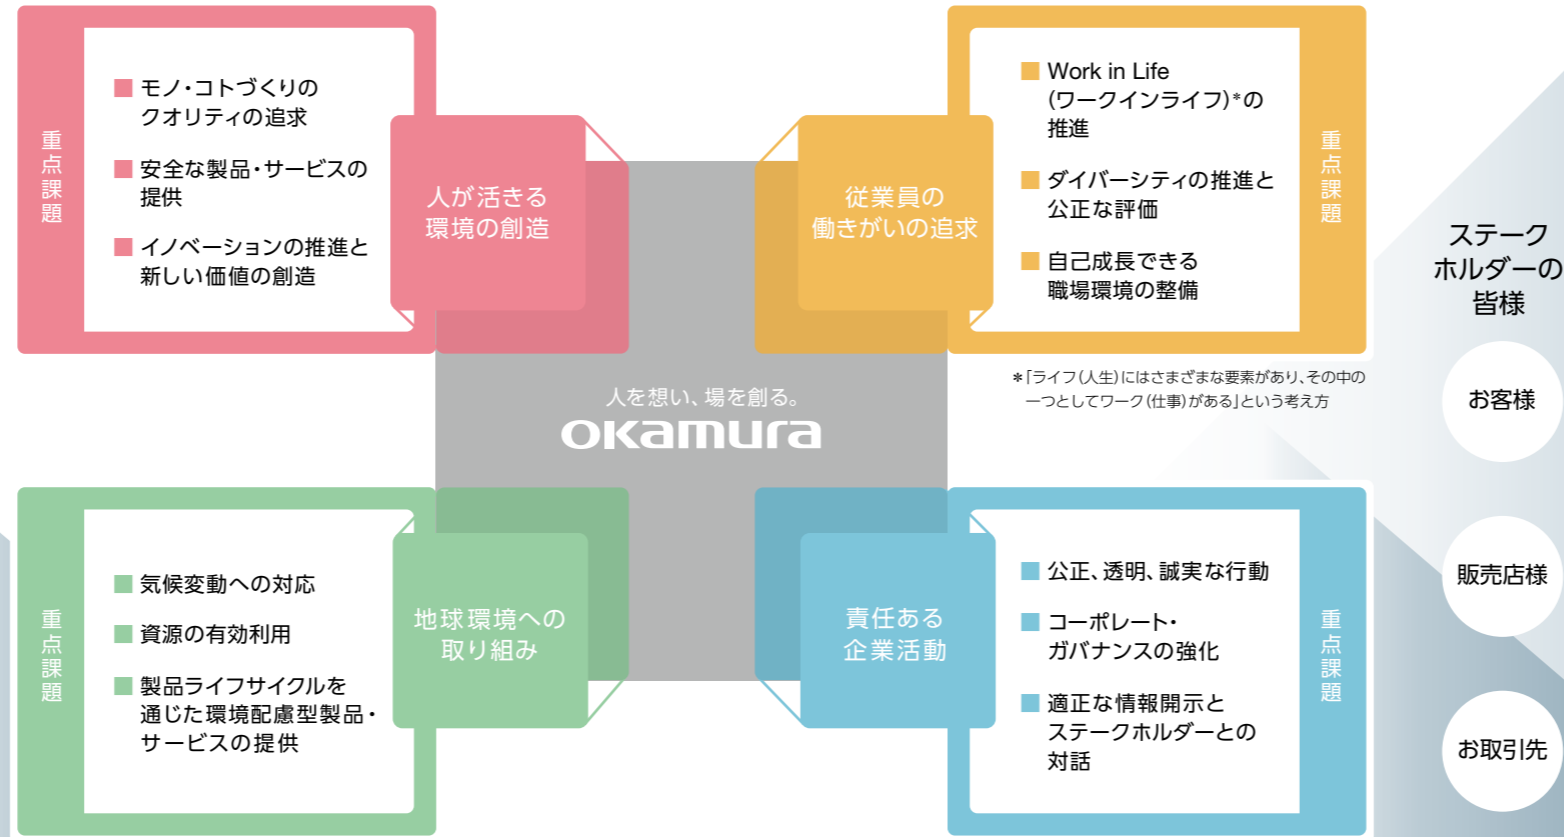 重点課題
モノ・コトづくりの
クオリティの追求
安全な製品・サービスの
提供
イノベーションの推進と
新しい価値の創造
人が活きる
環境の創造
従業員の
働きがいの追求
Work in Life
(ワークインライフ)*の
推進
ダイバーシティの推進と
公正な評価
自己成長できる
職場環境の整備
重点課題
*「ライフ(人生)にはさまざまな要素があり、その中の
一つとしてワーク(仕事)がある」という考え方
人を想い、場を創る。
OKamura
重点課題
気候変動への対応
資源の有効利用
製品ライフサイクルを
通じた環境配慮型製品・
サービスの提供
地球環境への
取り組み
責任ある
企業活動
公正、透明、誠実な行動
コーポレート・
ガバナンスの強化
適正な情報開示と
ステークホルダーとの
対話
重点課題
ステーク
ホルダーの
皆様
お客様
販売店様
お取引先